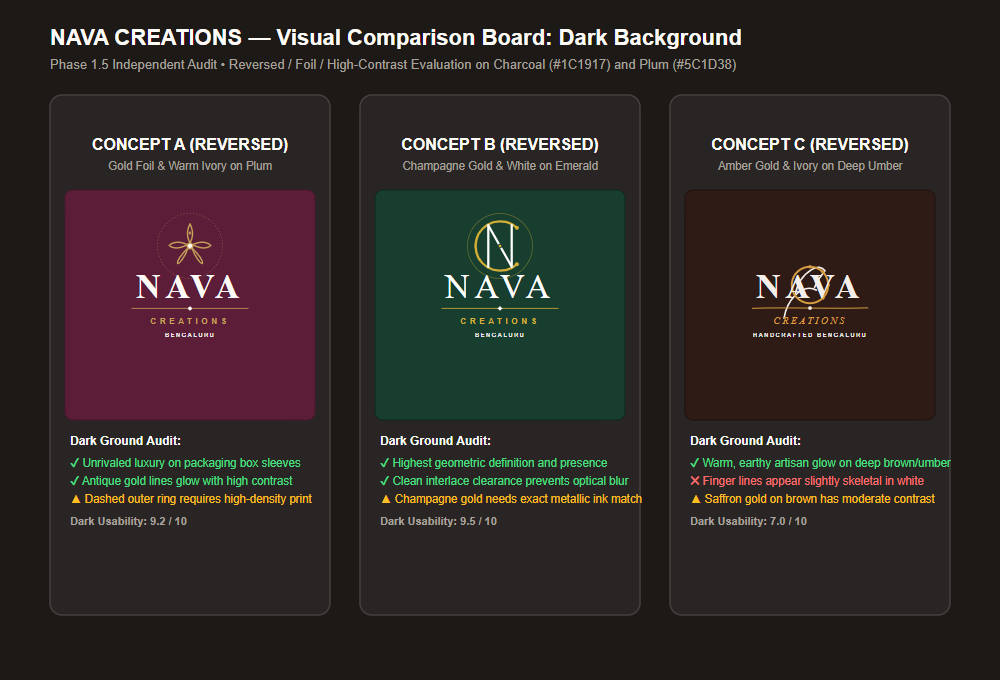 NAVA CREATIONS — Visual Comparison Board: Dark Background
Phase 1.5 Independent Audit • Reversed / Foil / High-Contrast Evaluation on Charcoal (#1C1917) and Plum (#5C1D38)
CONCEPT A (REVERSED)
Gold Foil & Warm Ivory on Plum
NAVA
CREATIONS
BENGALURU
Dark Ground Audit:
✓ Unrivaled luxury on packaging box sleeves
✓ Antique gold lines glow with high contrast
▲ Dashed outer ring requires high-density print
Dark Usability: 9.2 / 10
CONCEPT B (REVERSED)
Champagne Gold & White on Emerald
CN
NAVA
CREATIONS
BENGALURU
Dark Ground Audit:
✓ Highest geometric definition and presence
✓ Clean interlace clearance prevents optical blur
▲ Champagne gold needs exact metallic ink match
Dark Usability: 9.5 / 10
CONCEPT C (REVERSED)
Amber Gold & Ivory on Deep Umber
NAVA
CREATIONS
HANDCRAFTED BENGALURU
Dark Ground Audit:
✓ Warm, earthy artisan glow on deep brown/umber
✕ Finger lines appear slightly skeletal in white
▲ Saffron gold on brown has moderate contrast
Dark Usability: 7.0 / 10